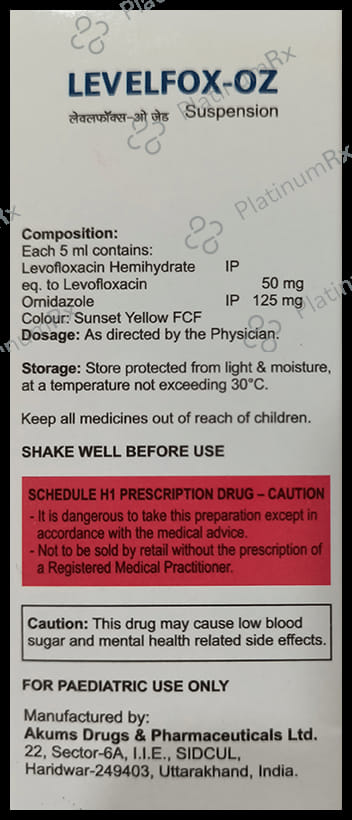 LEVELFOX-OZ
लेवलफॉक्स-ओ ज़ेड Suspension
Composition:
Each 5 ml contains:
Levofloxacin Hemihydrate IP
eq. to Levofloxacin 50 mg
Ornidazole IP 125 mg
Colour: Sunset Yellow FCF
Dosage: As directed by the Physician.
Storage: Store protected from light & moisture,
at a temperature not exceeding 30°C.
Keep all medicines out of reach of children.
SHAKE WELL BEFORE USE
SCHEDULE H1 PRESCRIPTION DRUG – CAUTION
- It is dangerous to take this preparation except in
accordance with the medical advice.
- Not to be sold by retail without the prescription of
a Registered Medical Practitioner.
Caution: This drug may cause low blood
sugar and mental health related side effects.
FOR PAEDIATRIC USE ONLY
Manufactured by:
Akums Drugs & Pharmaceuticals Ltd.
22, Sector-6A, I.I.E., SIDCUL,
Haridwar-249403, Uttarakhand, India.
PlatinumRx
PlatinumRx
PlatinumRx